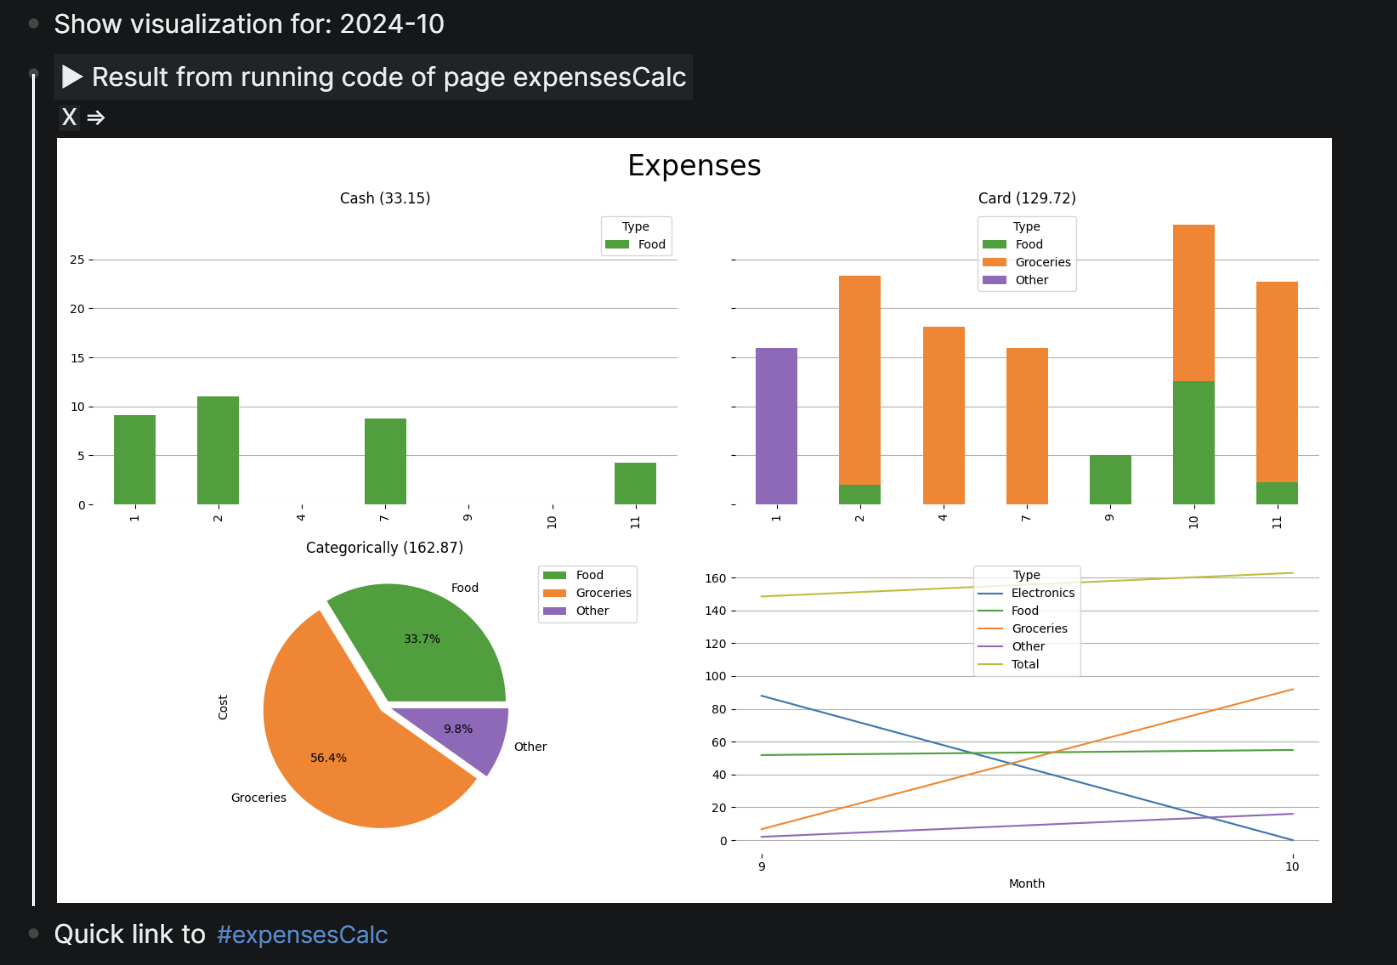 Show visualization for: 2024-10
▶ Result from running code of page expensesCalc
X ⇒
Expenses
Cash (33.15)
Type
Food
25
20
15
10
5
0
1 2 4 7 9 10 11
Card (129.72)
Type
Food
Groceries
Other
1 2 4 7 9 10 11
Categorically (162.87)
Food
Groceries
Other
Food
33.7%
Cost
9.8%
Other
56.4%
Groceries
Type
Electronics
Food
Groceries
Other
Total
160
140
120
100
80
60
40
20
0
9 10
Month
Quick link to #expensesCalc